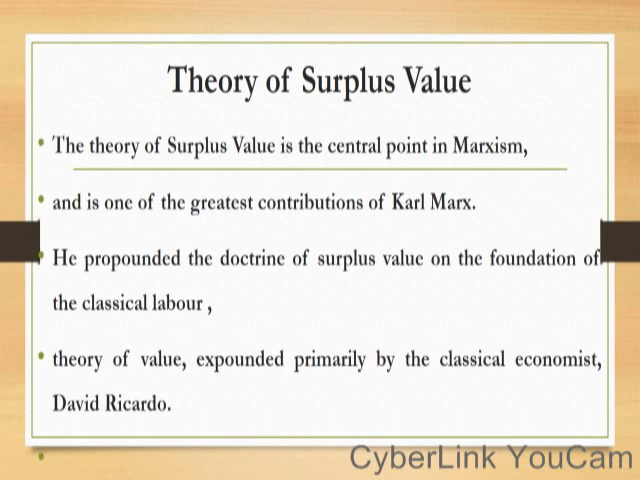 Theory of Surplus Value
• The theory of Surplus Value is the central point in Marxism,
• and is one of the greatest contributions of Karl Marx.
• He propounded the doctrine of surplus value on the foundation of
the classical labour ,
• theory of value, expounded primarily by the classical economist,
David Ricardo.
•
CyberLink YouCam